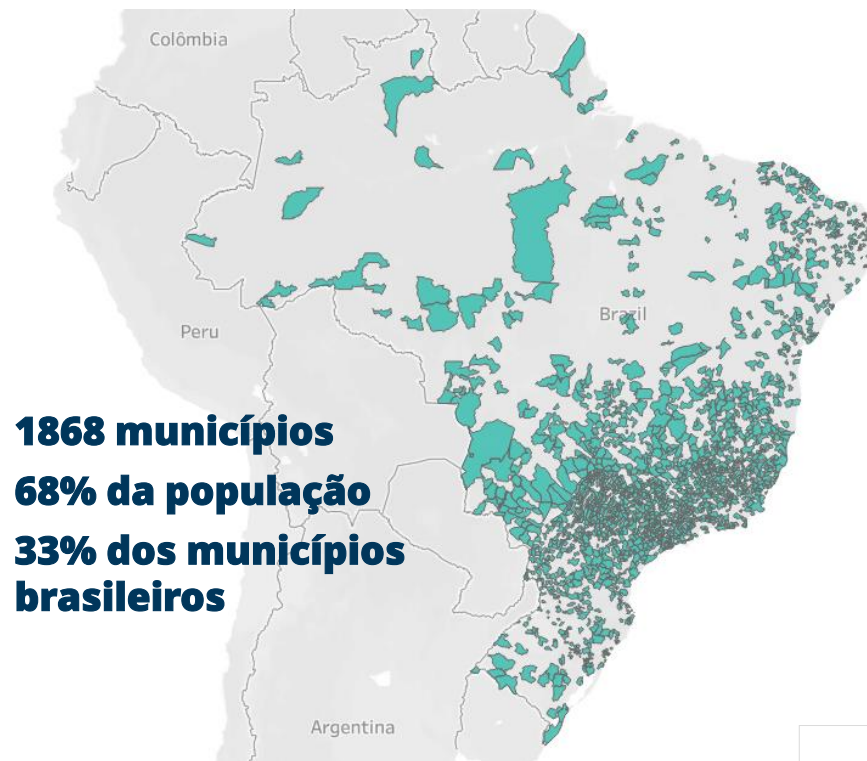 Colômbia
Brazil
Peru
1868 municípios
68% da população
33% dos municípios
brasileiros
Argentina